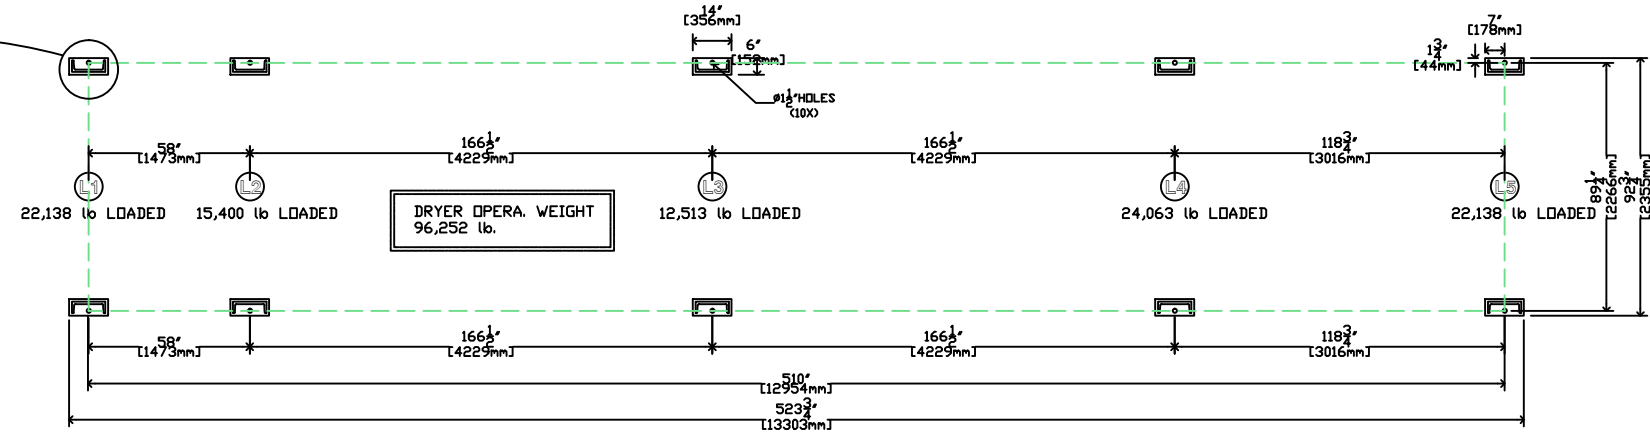 14"
[356mm]
6"
[152mm]
7"
[178mm]
1 3/4"
[44mm]
ø1 1/2"HOLES
(10X)
58"
[1473mm]
166 1/2"
[4229mm]
166 1/2"
[4229mm]
118 3/4"
[3016mm]
L1
L2
L3
L4
L5
22,138 lb LOADED
15,400 lb LOADED
12,513 lb LOADED
24,063 lb LOADED
22,138 lb LOADED
DRYER OPERA. WEIGHT
96,252 lb.
89 1/4"
[2266mm]
92 3/4"
[2355mm]
58"
[1473mm]
166 1/2"
[4229mm]
166 1/2"
[4229mm]
118 3/4"
[3016mm]
510"
[12954mm]
523 3/4"
[13303mm]